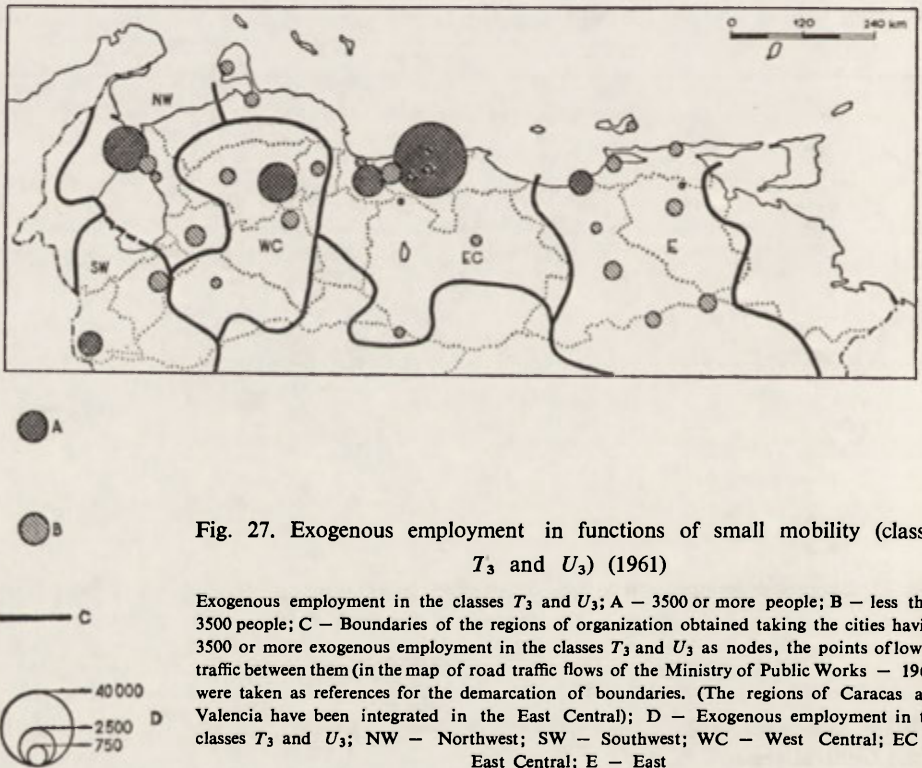 0 120 240 km
NW
SW
WC
EC
E
A
B
C
40000
2500
750
D
Fig. 27. Exogenous employment in functions of small mobility (class
T₃ and U₃) (1961)
Exogenous employment in the classes T₃ and U₃; A — 3500 or more people; B — less th
3500 people; C — Boundaries of the regions of organization obtained taking the cities havi
3500 or more exogenous employment in the classes T₃ and U₃ as nodes, the points of low
traffic between them (in the map of road traffic flows of the Ministry of Public Works —
were taken as references for the demarcation of boundaries. (The regions of Caracas a
Valencia have been integrated in the East Central); D — Exogenous employment in t
classes T₃ and U₃; NW — Northwest; SW — Southwest; WC — West Central; EC
East Central; E — East